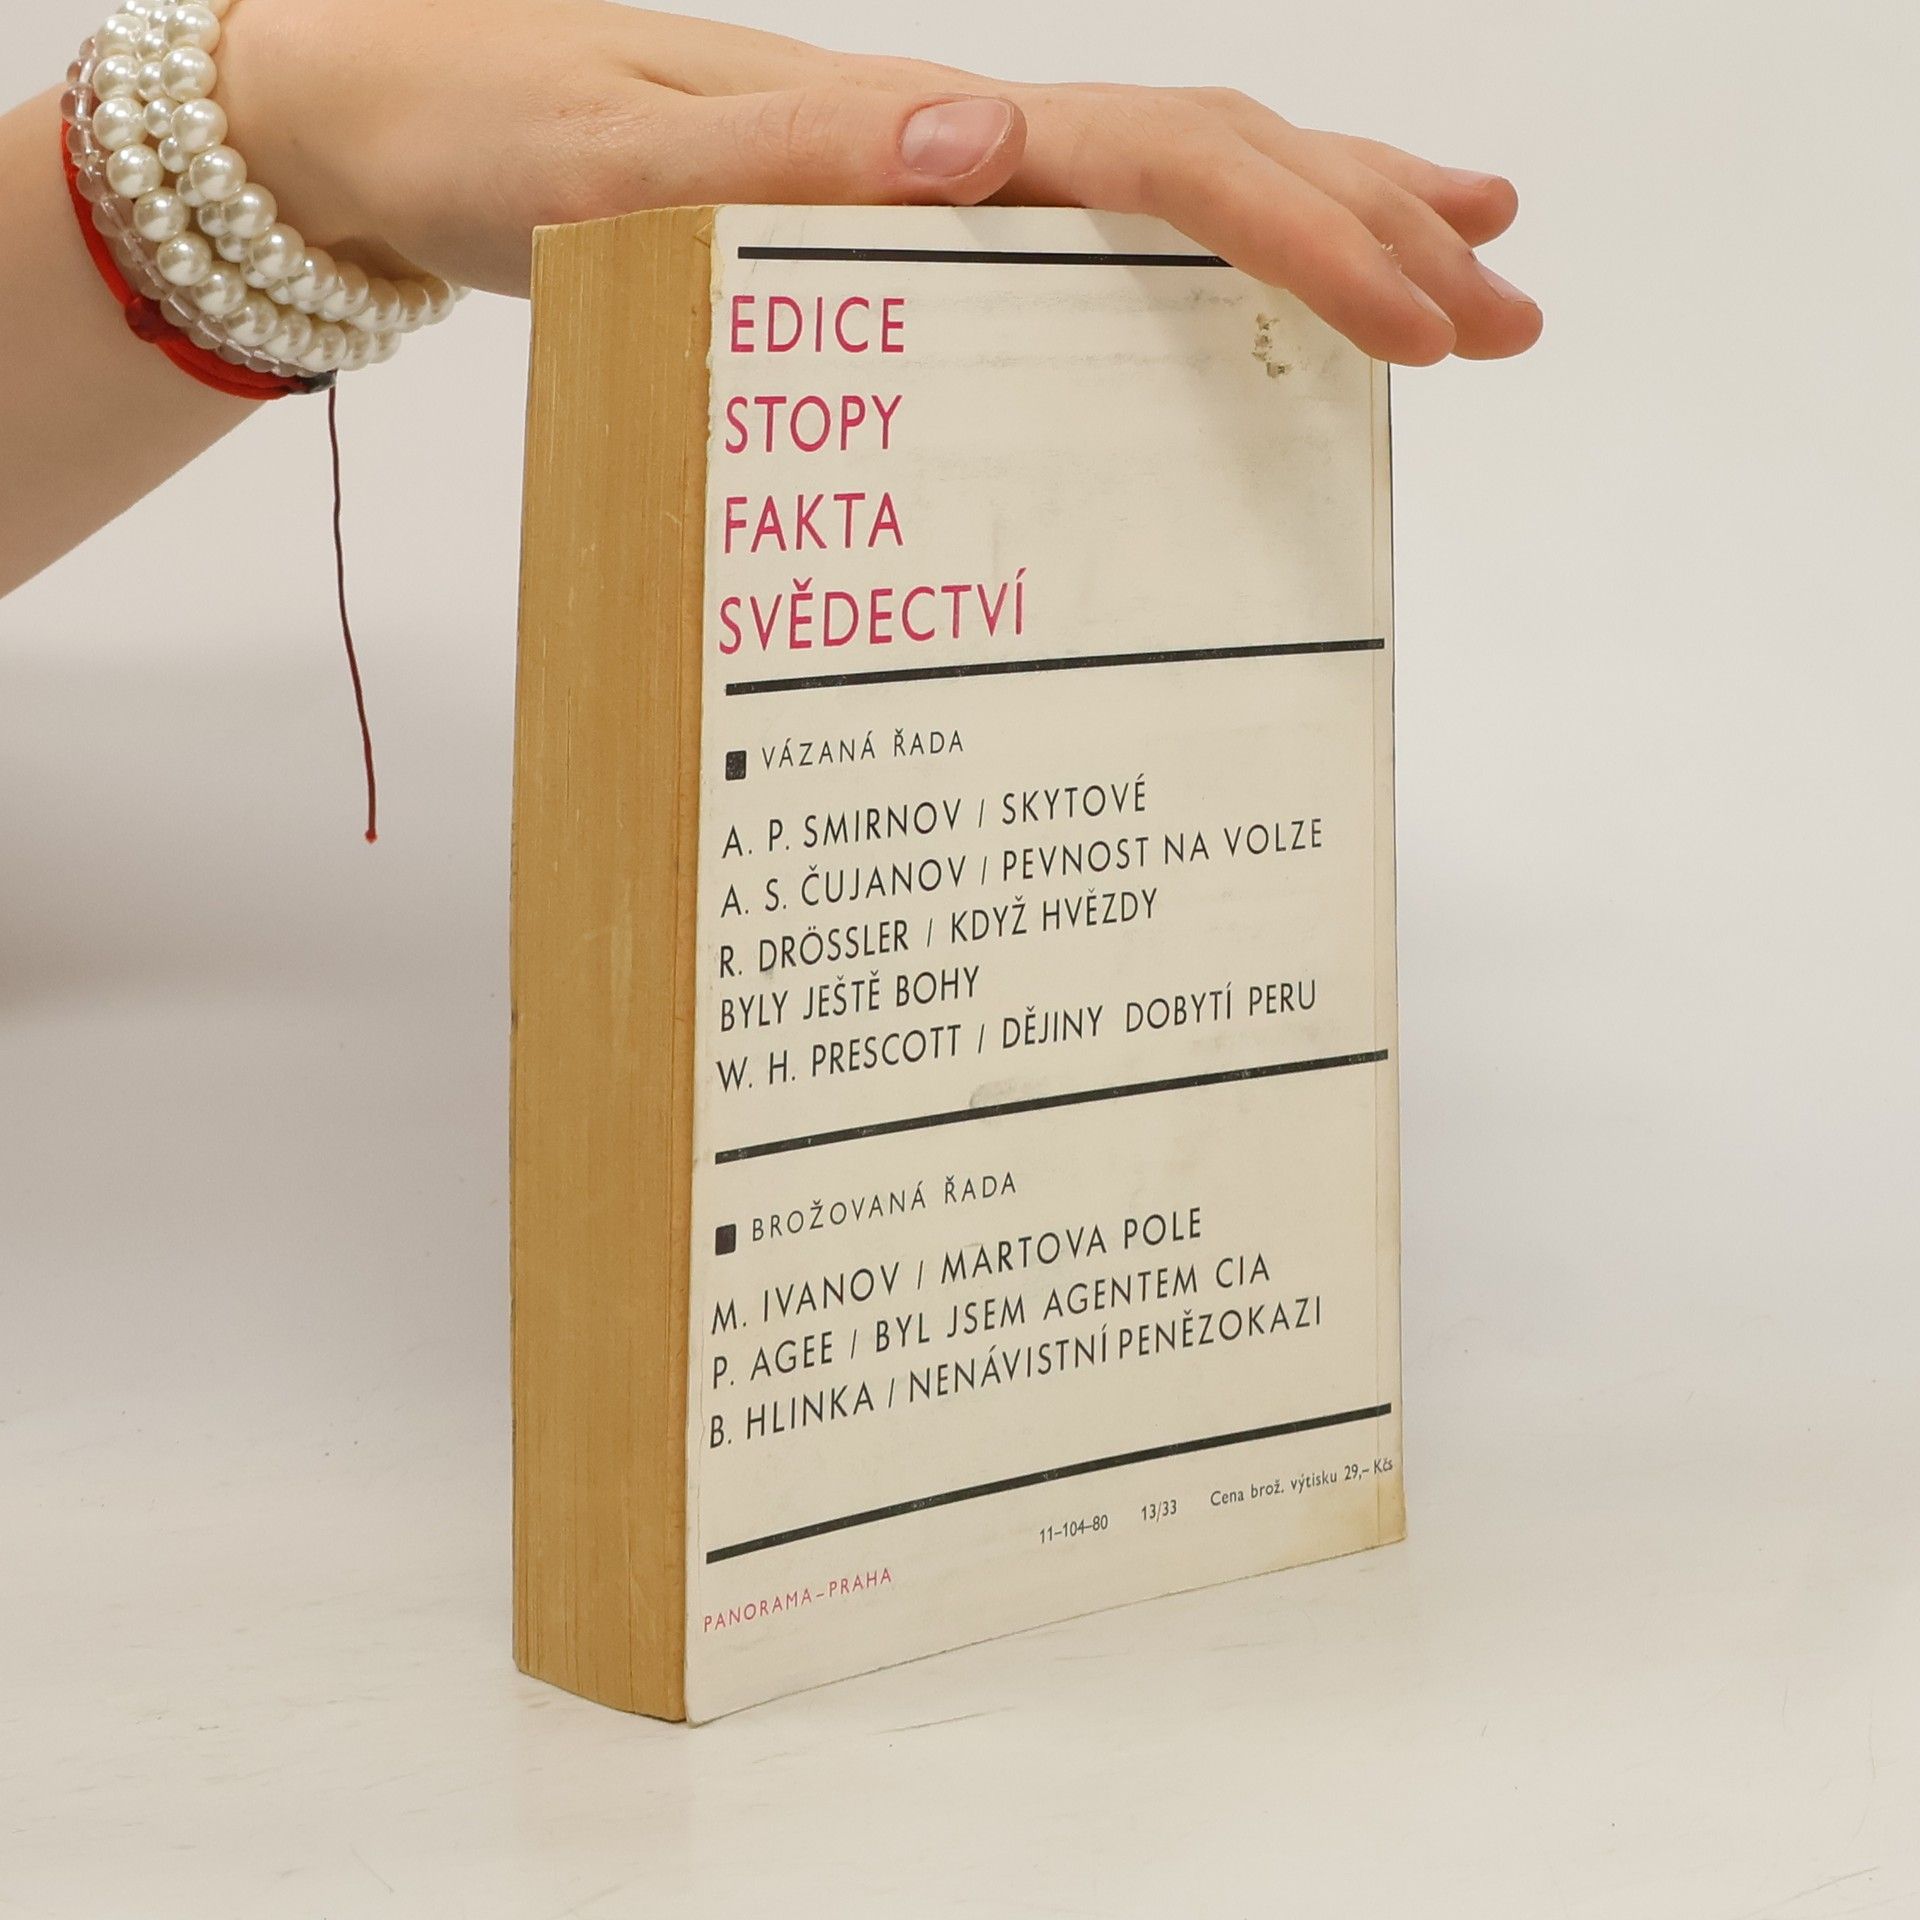 EDICE
STOPY
FAKTA
SVĚDECTVÍ
VÁZANÁ ŘADA
A. P. SMIRNOV / SKYTOVÉ
A. S. ČUJANOV / PEVNOST NA VOLZE
R. DRÖSSLER / KDYŽ HVĚZDY
BYLY JEŠTĚ BOHY
W. H. PRESCOTT / DĚJINY DOBYTÍ PERU
BROŽOVANÁ ŘADA
M. IVANOV / MARTOVA POLE
P. AGEE / BYL JSEM AGENTEM CIA
B. HLINKA / NENÁVISTNÍ PENĚZOKAZI
11–104–80 13/33 Cena brož. výtisku 29,– Kčs
PANORAMA–PRAHA